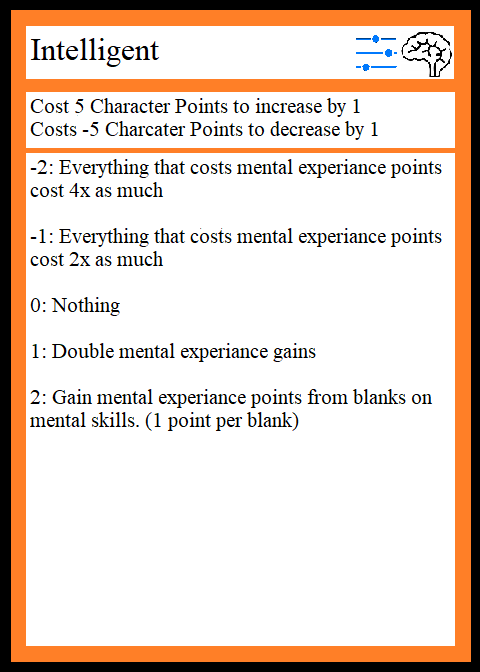 Intelligent
Cost 5 Character Points to increase by 1
Costs -5 Charcater Points to decrease by 1
-2: Everything that costs mental experiance points
cost 4x as much
-1: Everything that costs mental experiance points
cost 2x as much
0: Nothing
1: Double mental experiance gains
2: Gain mental experiance points from blanks on
mental skills. (1 point per blank)